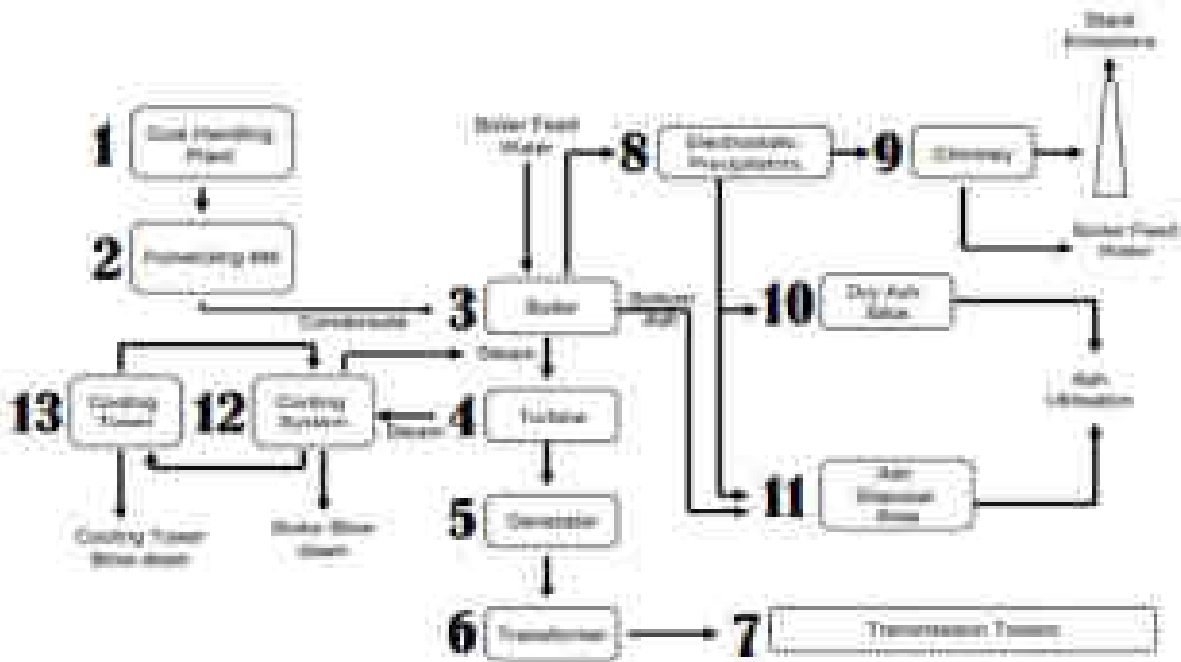 Stack
Emissions
1
Coal Handling
Plant
Boiler Feed
Water
8
Electrostatic
Precipitators
9
Chimney
2
Pulverizing Mill
Boiler Feed
Water
3
Boiler
Bottom
Ash
10
Dry Ash
Silos
Condensate
Steam
13
Cooling
Tower
12
Cooling
System
Steam
4
Turbine
Ash
Utilisation
11
Ash
Disposal
Area
5
Generator
Cooling Tower
Blow down
Boiler Blow
down
6
Transformer
7
Transmission Towers